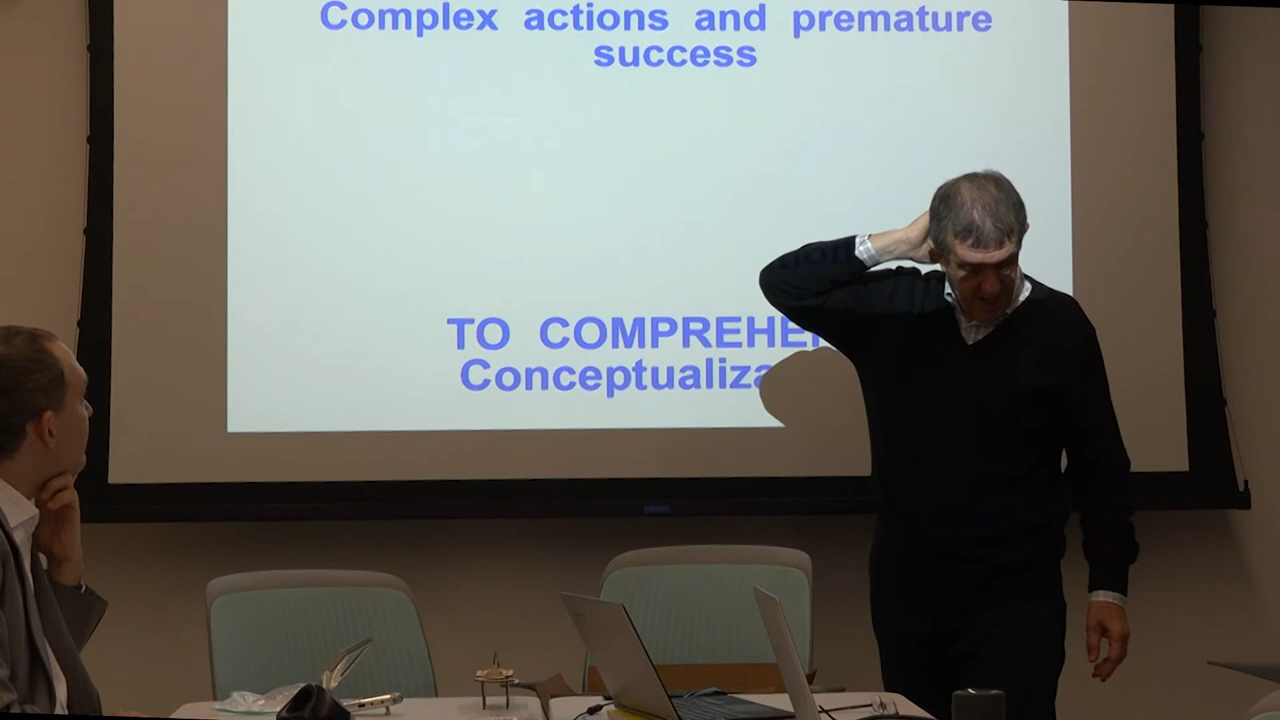 Complex actions and premature
success
TO COMPREHE
Conceptualiza